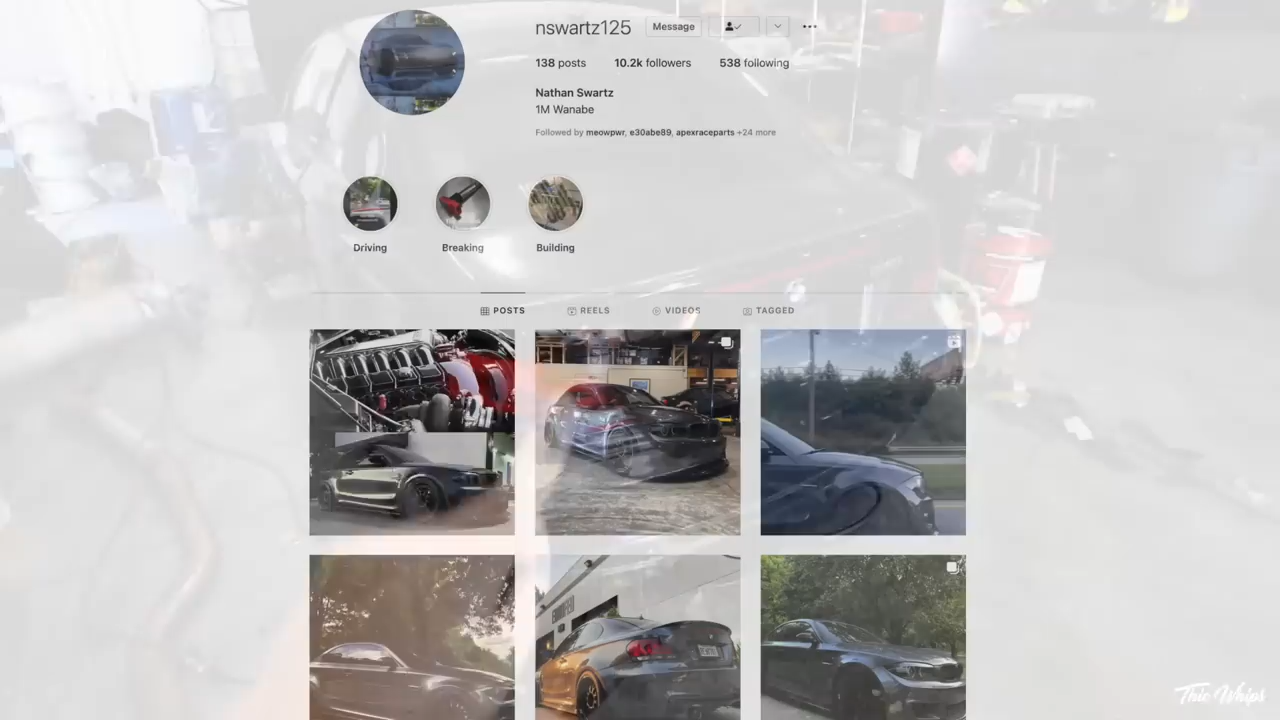 nswartz125 Message
138 posts 10.2k followers 538 following
Nathan Swartz
1M Wanabe
Followed by meowpwr, e30abe89, apexraceparts +24 more
Driving Breaking Building
POSTS REELS VIDEOS TAGGED
Thic Whips